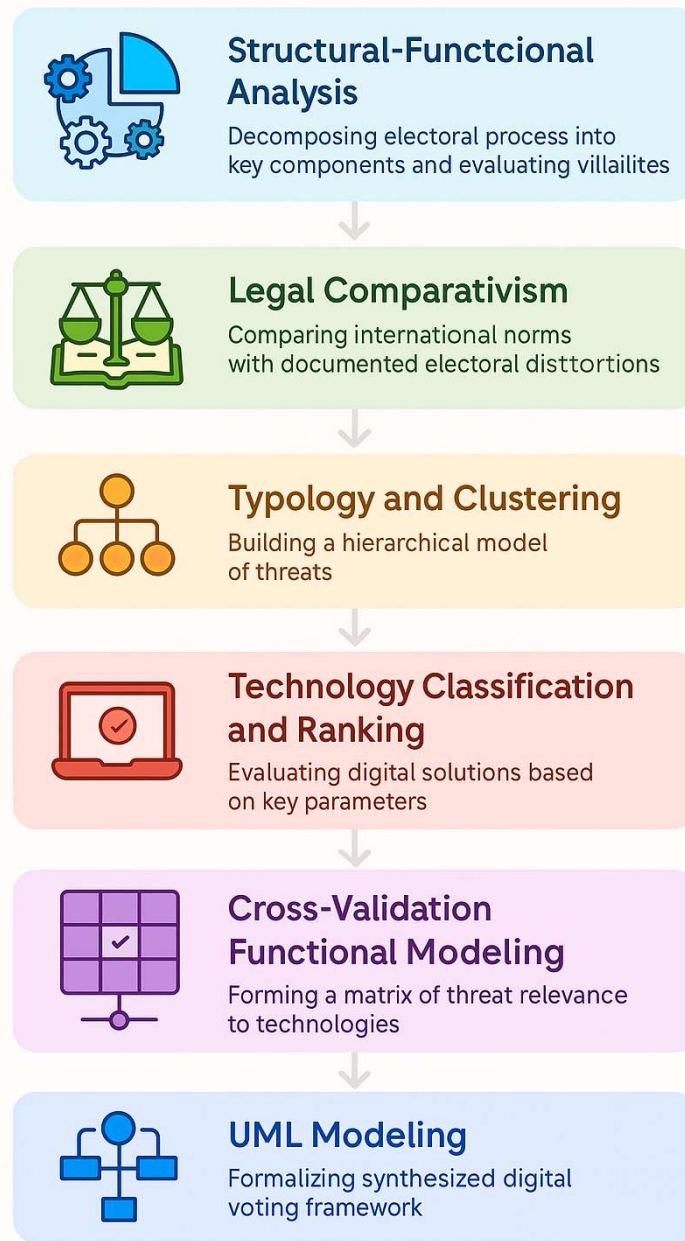 Structural-Functcional
Analysis
Decomposing electoral process into
key components and evaluating villailites
Legal Comparativism
Comparing international norms
with documented electoral disttortions
Typology and Clustering
Building a hierarchical model
of threats
Technology Classification
and Ranking
Evaluating digital solutions based
on key parameters
Cross-Validation
Functional Modeling
Forming a matrix of threat relevance
to technologies
UML Modeling
Formalizing synthesized digital
voting framework